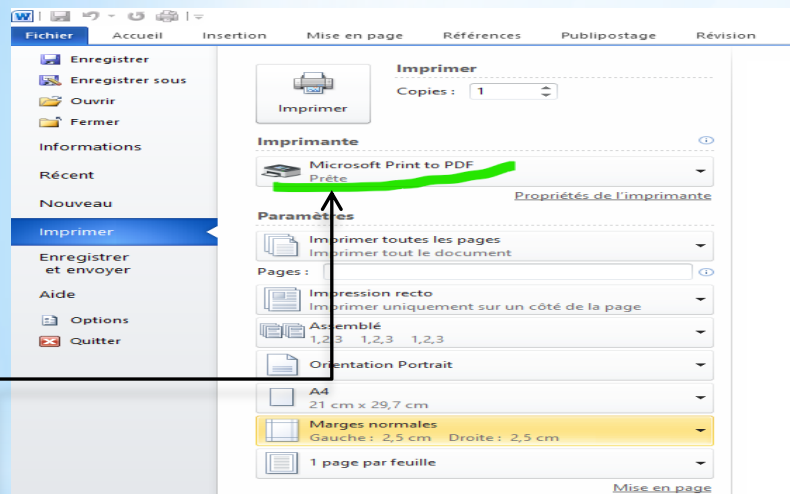 W
Fichier Accueil Insertion Mise en page Références Publipostage Révision
Enregistrer
Enregistrer sous
Ouvrir
Fermer
Informations
Récent
Nouveau
Imprimer
Enregistrer
et envoyer
Aide
Options
Quitter
Imprimer
Imprimer
Copies : 1
Imprimante
Microsoft Print to PDF
Prête
Propriétés de l'imprimante
Paramètres
Imprimer toutes les pages
Imprimer tout le document
Pages :
Impression recto
Imprimer uniquement sur un côté de la page
Assemblé
1,2,3 1,2,3 1,2,3
Orientation Portrait
A4
21 cm x 29,7 cm
Marges normales
Gauche : 2,5 cm Droite : 2,5 cm
1 page par feuille
Mise en page